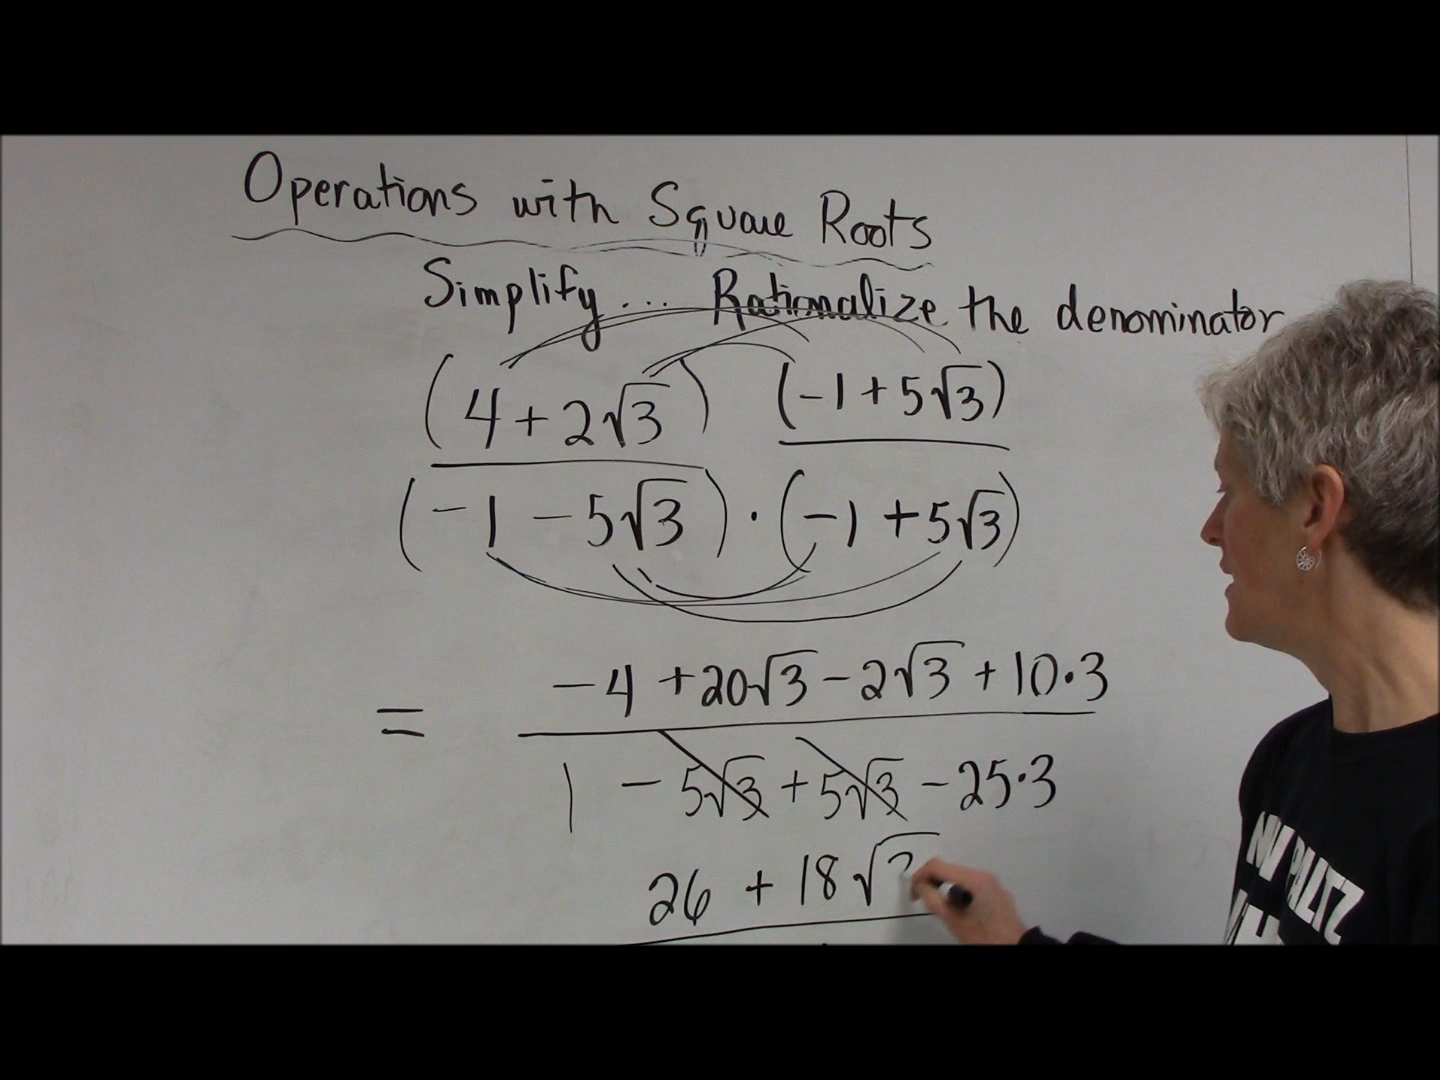 Operations with Square Roots
Simplify... Rationalize the denominator
(4 + 2√3) (-1 + 5√3)
(-1 - 5√3) · (-1 + 5√3)
= -4 + 20√3 - 2√3 + 10·3
1 - 5√3 + 5√3 - 25·3
26 + 18√